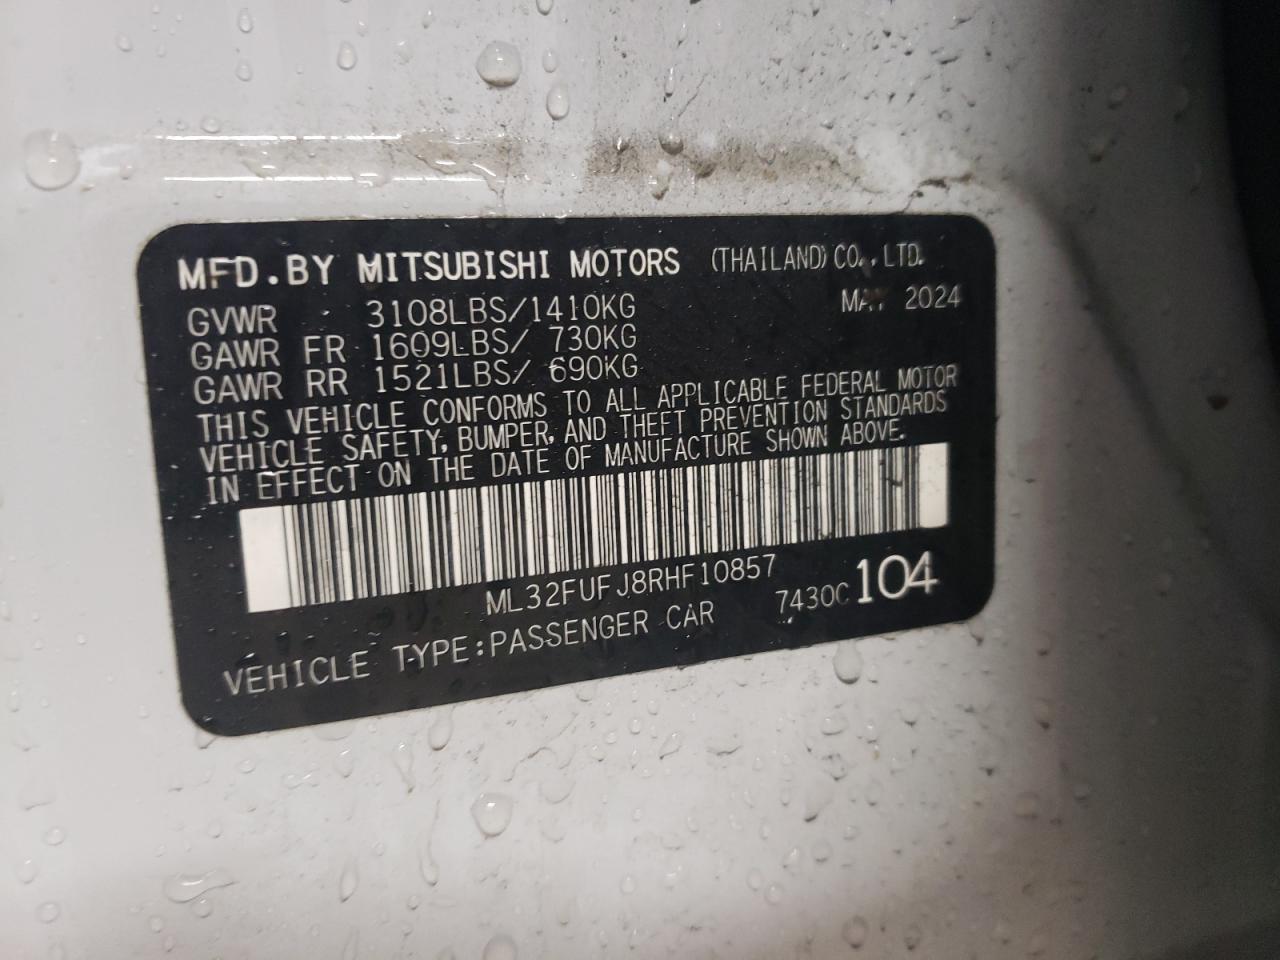 MFD.BY MITSUBISHI MOTORS (THAILAND) CO.,LTD.
GVWR 3108LBS/1410KG MAY 2024
GAWR FR 1609LBS/ 730KG
GAWR RR 1521LBS/ 690KG
THIS VEHICLE CONFORMS TO ALL APPLICABLE FEDERAL MOTOR
VEHICLE SAFETY, BUMPER, AND THEFT PREVENTION STANDARDS
IN EFFECT ON THE DATE OF MANUFACTURE SHOWN ABOVE.
ML32FUFJ8RHF10857
VEHICLE TYPE:PASSENGER CAR 7430C 104